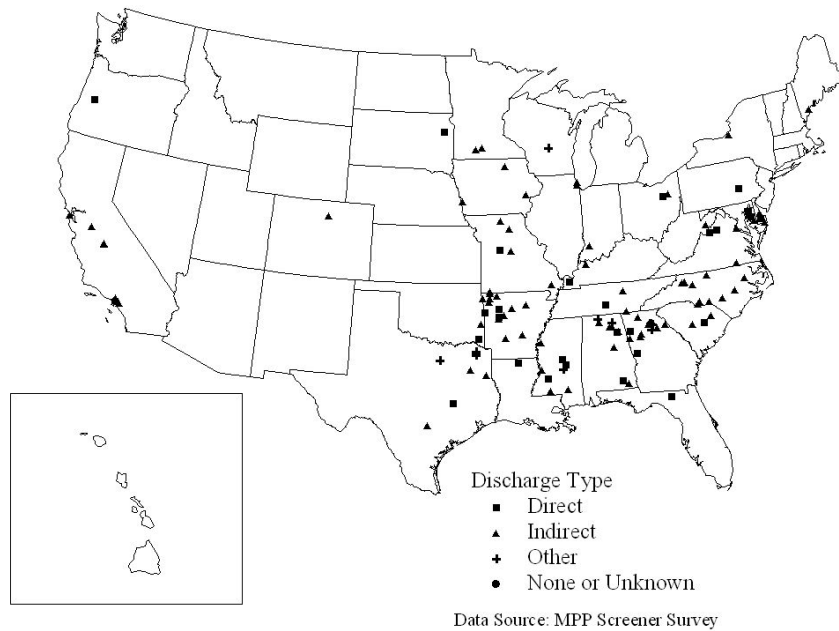 Discharge Type
Direct
Indirect
Other
None or Unknown
Data Source: MPP Screener Survey